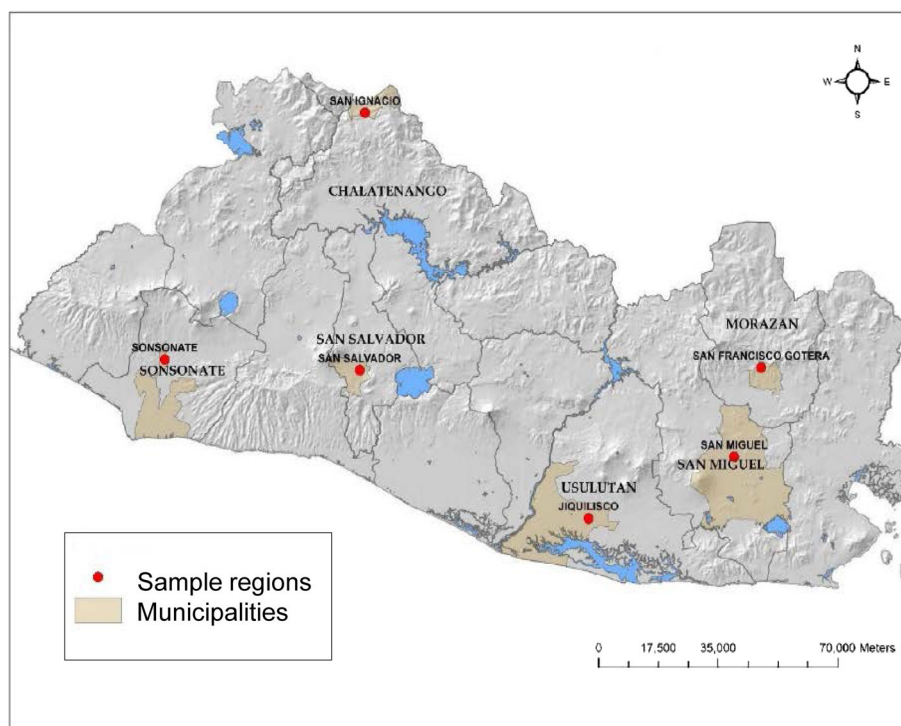 N
W E
S
SAN IGNACIO
CHALATENANGO
SAN SALVADOR
SAN SALVADOR
SONSONATE
SONSONATE
MORAZAN
SAN FRANCISCO GOTERA
SAN MIGUEL
SAN MIGUEL
USULUTAN
JIQUILISCO
Sample regions
Municipalities
0 17,500 35,000 70,000 Meters